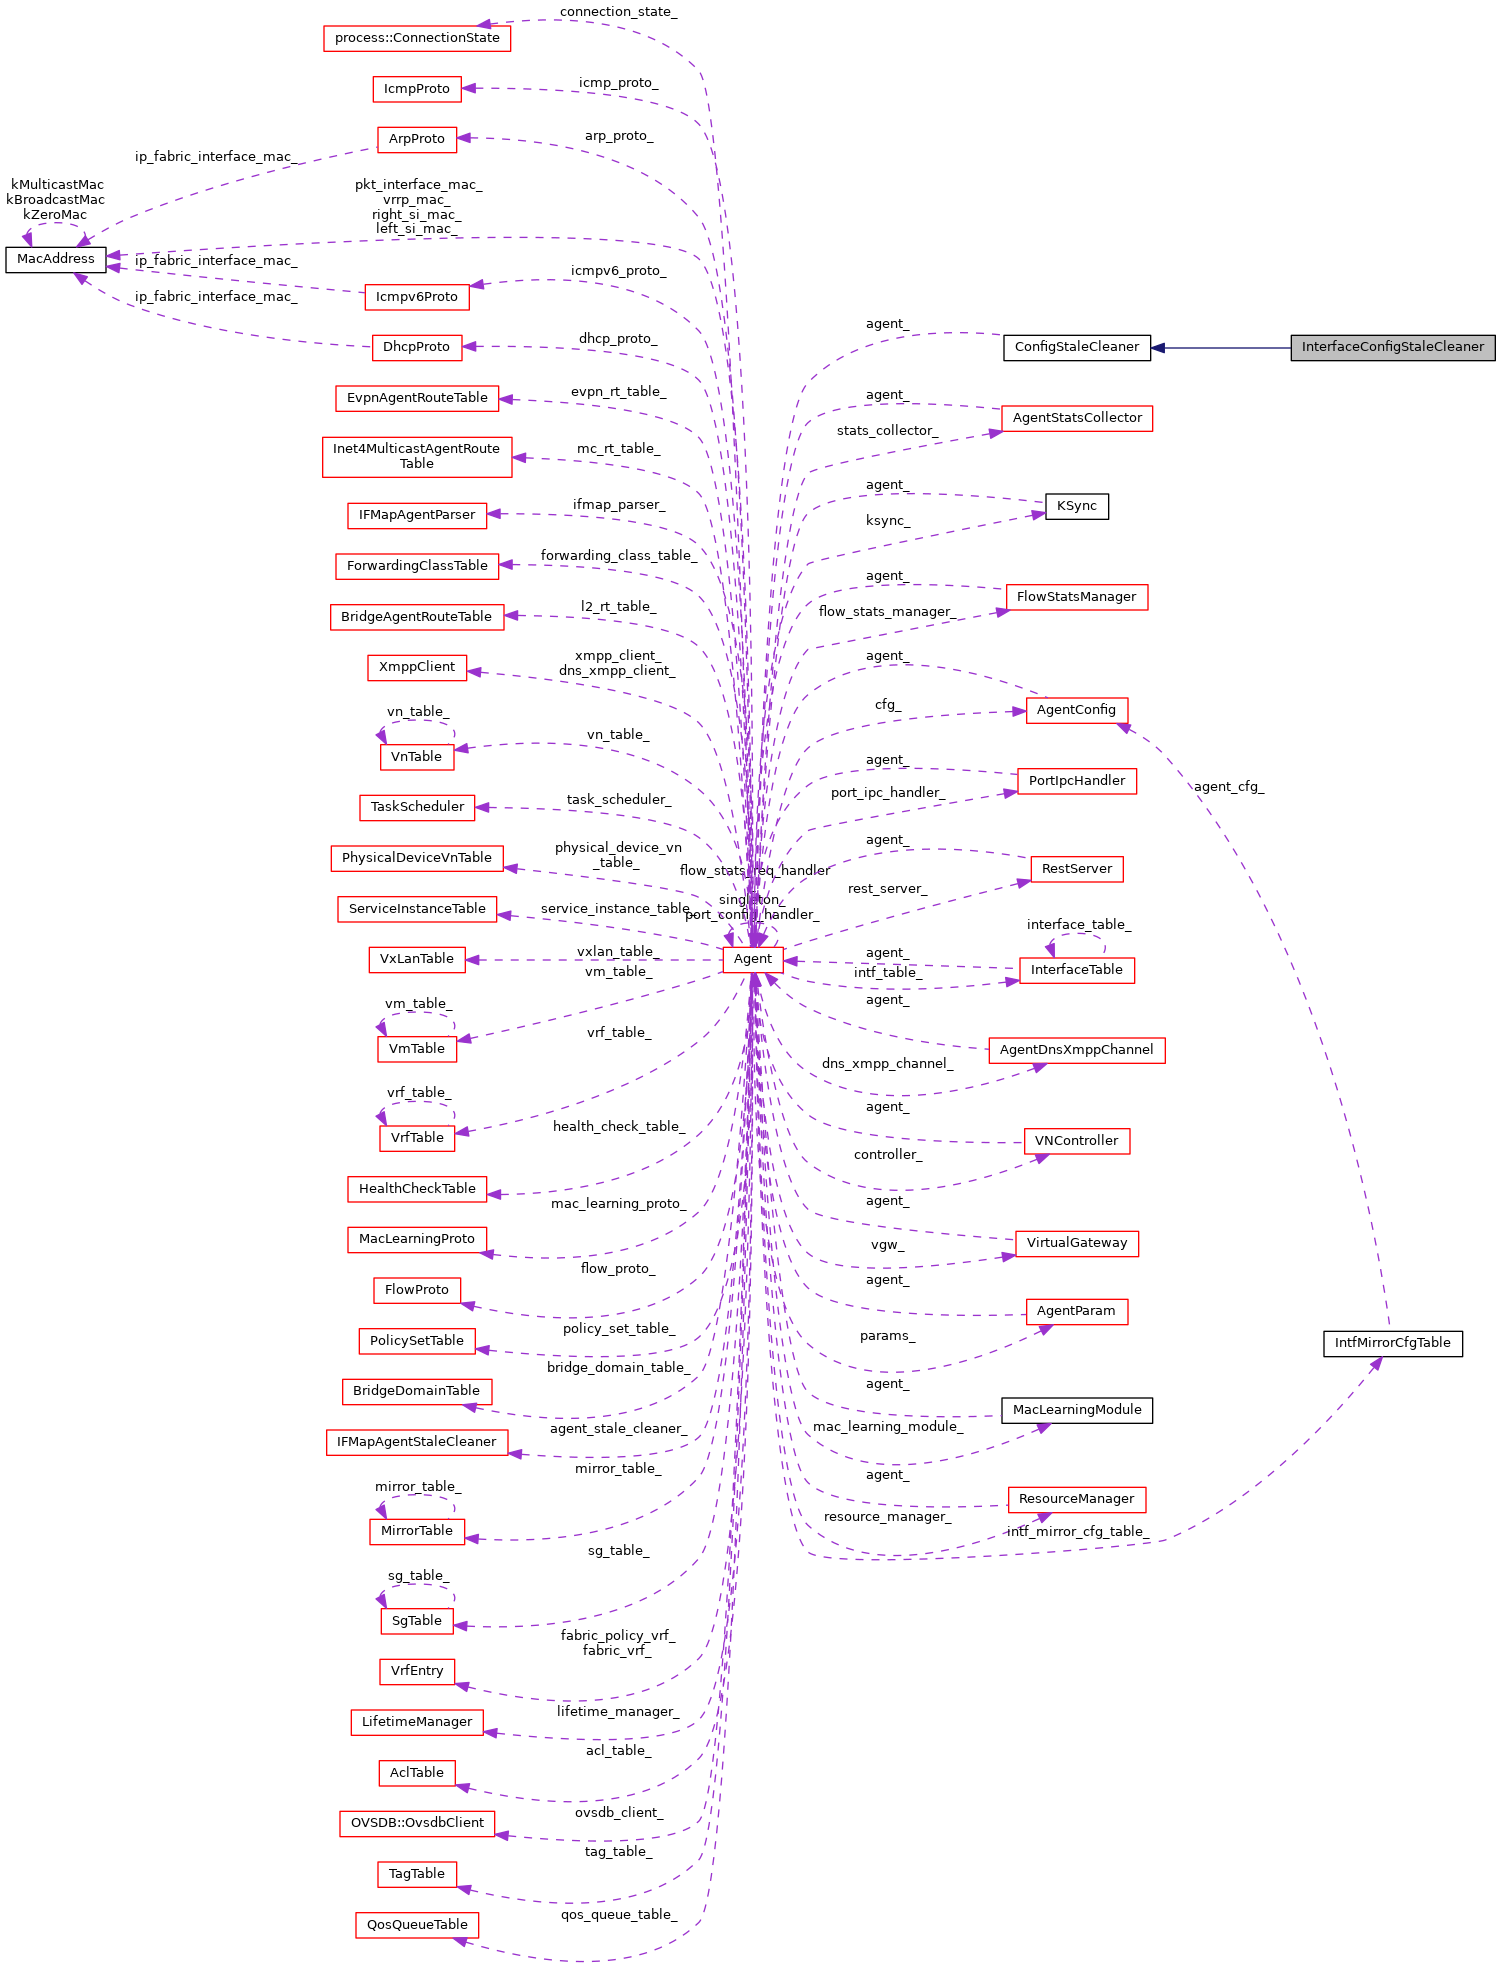 connection_state_
process::ConnectionState
icmp_proto_
IcmpProto
arp_proto_
ArpProto
ip_fabric_interface_mac_
kMulticastMac
kBroadcastMac
kZeroMac
pkt_interface_mac_
vrrp_mac_
right_si_mac_
left_si_mac_
MacAddress
ip_fabric_interface_mac_
icmpv6_proto_
Icmpv6Proto
ip_fabric_interface_mac_
dhcp_proto_
DhcpProto
agent_
ConfigStaleCleaner
InterfaceConfigStaleCleaner
evpn_rt_table_
EvpnAgentRouteTable
agent_
AgentStatsCollector
stats_collector_
mc_rt_table_
Inet4MulticastAgentRoute
Table
agent_
KSync
ksync_
ifmap_parser_
IFMapAgentParser
forwarding_class_table_
ForwardingClassTable
agent_
FlowStatsManager
flow_stats_manager_
l2_rt_table_
BridgeAgentRouteTable
xmpp_client_
dns_xmpp_client_
XmppClient
agent_
cfg_
AgentConfig
vn_table_
vn_table_
VnTable
agent_
PortIpcHandler
port_ipc_handler_
agent_cfg_
task_scheduler_
TaskScheduler
physical_device_vn
_table_
PhysicalDeviceVnTable
agent_
RestServer
rest_server_
flow_stats_req_handler
_
singleton_
port_config_handler_
service_instance_table_
ServiceInstanceTable
Agent
vxlan_table_
VxLanTable
interface_table_
agent_
InterfaceTable
intf_table_
vm_table_
vm_table_
VmTable
agent_
AgentDnsXmppChannel
dns_xmpp_channel_
vrf_table_
vrf_table_
VrfTable
agent_
VNController
controller_
health_check_table_
HealthCheckTable
mac_learning_proto_
MacLearningProto
agent_
VirtualGateway
vgw_
flow_proto_
FlowProto
agent_
AgentParam
params_
policy_set_table_
PolicySetTable
IntfMirrorCfgTable
bridge_domain_table_
BridgeDomainTable
agent_
MacLearningModule
mac_learning_module_
agent_stale_cleaner_
IFMapAgentStaleCleaner
mirror_table_
mirror_table_
MirrorTable
agent_
ResourceManager
resource_manager_
intf_mirror_cfg_table_
sg_table_
sg_table_
SgTable
fabric_policy_vrf_
fabric_vrf_
VrfEntry
lifetime_manager_
LifetimeManager
acl_table_
AclTable
ovsdb_client_
OVSDB::OvsdbClient
tag_table_
TagTable
qos_queue_table_
QosQueueTable